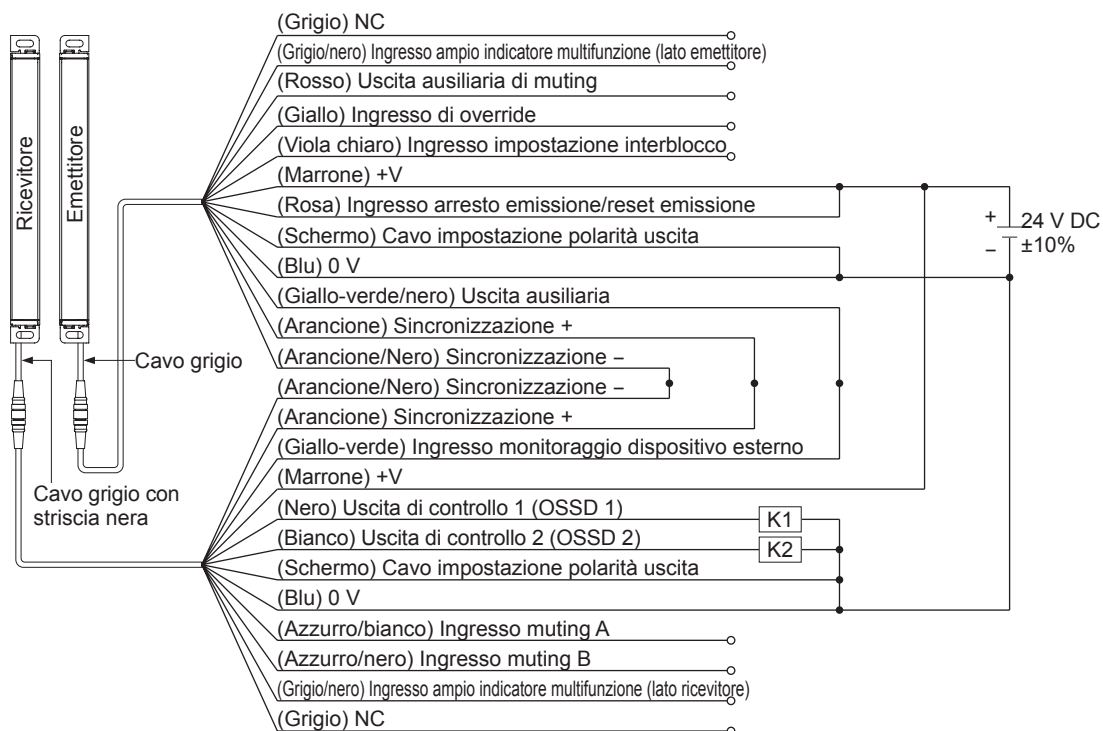 (Grigio) NC
(Grigio/nero) Ingresso ampio indicatore multifunzione (lato emettitore)
(Rosso) Uscita ausiliaria di muting
(Giallo) Ingresso di override
(Viola chiaro) Ingresso impostazione interblocco
(Marrone) +V
(Rosa) Ingresso arresto emissione/reset emissione
(Schermo) Cavo impostazione polarità uscita
(Blu) 0 V
(Giallo-verde/nero) Uscita ausiliaria
(Arancione) Sincronizzazione +
(Arancione/Nero) Sincronizzazione –
(Arancione/Nero) Sincronizzazione –
(Arancione) Sincronizzazione +
(Giallo-verde) Ingresso monitoraggio dispositivo esterno
(Marrone) +V
(Nero) Uscita di controllo 1 (OSSD 1)
K1
(Bianco) Uscita di controllo 2 (OSSD 2)
K2
(Schermo) Cavo impostazione polarità uscita
(Blu) 0 V
(Azzurro/bianco) Ingresso muting A
(Azzurro/nero) Ingresso muting B
(Grigio/nero) Ingresso ampio indicatore multifunzione (lato ricevitore)
(Grigio) NC
Ricevitore
Emettitore
Cavo grigio
Cavo grigio con
striscia nera
+
24 V DC
–
±10%